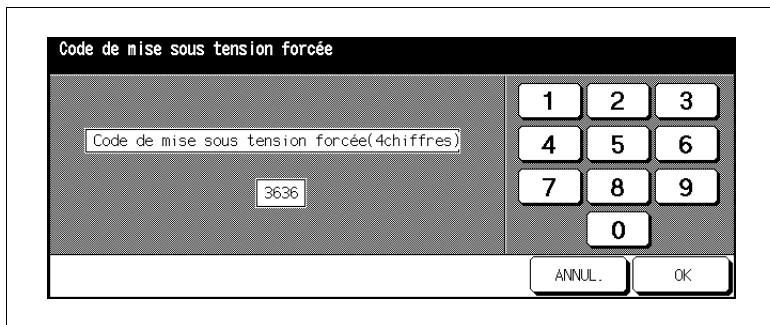 Code de mise sous tension forcée
Code de mise sous tension forcée(4chiffres)
3636
1 2 3
4 5 6
7 8 9
0
ANNUL. OK